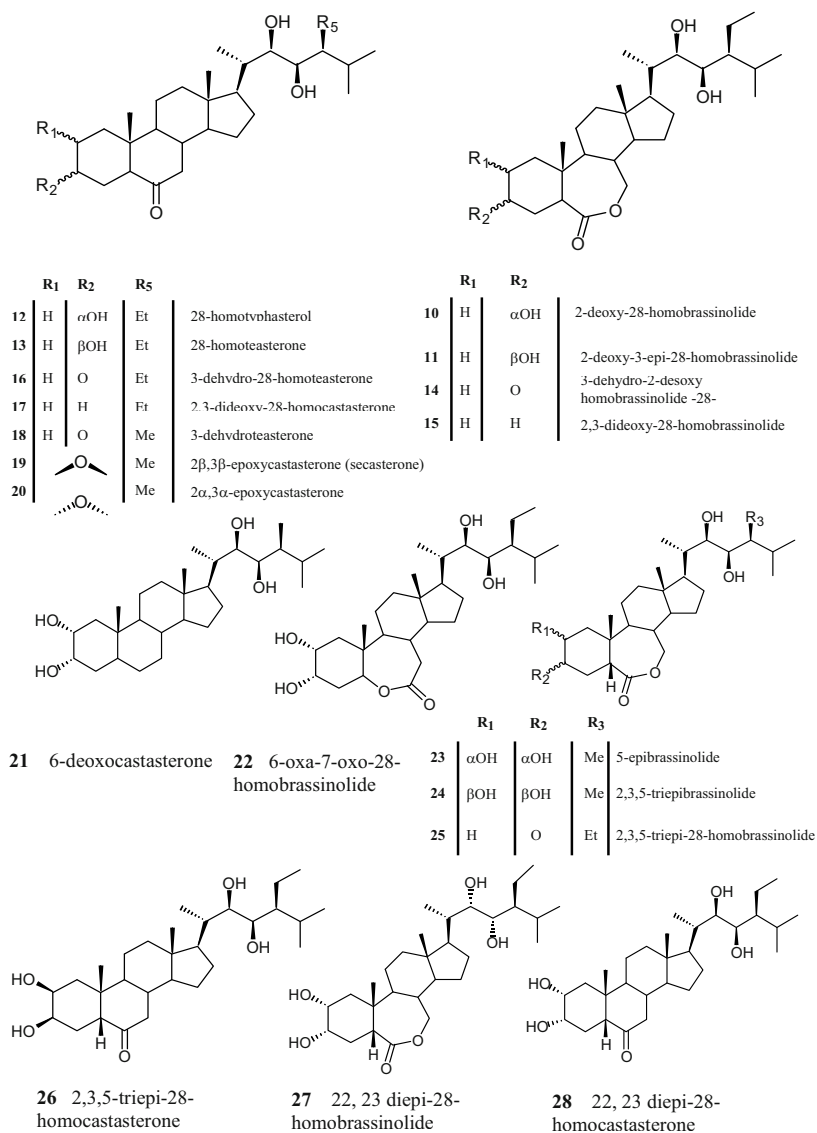 OH R5
OH
R1
R2
O
OH
OH
R1
R2
O
O
R1 R2 R5
12 H αOH Et 28-homotyphasterol
13 H βOH Et 28-homoteasterone
16 H O Et 3-dehydro-28-homoteasterone
17 H H Et 2,3-dideoxy-28-homocastasterone
18 H O Me 3-dehydroteasterone
19 O Me 2β,3β-epoxycastasterone (secasterone)
20 O Me 2α,3α-epoxycastasterone
R1 R2
10 H αOH 2-deoxy-28-homobrassinolide
11 H βOH 2-deoxy-3-epi-28-homobrassinolide
14 H O 3-dehydro-2-desoxy
homobrassinolide -28-
15 H H 2,3-dideoxy-28-homobrassinolide
OH
OH
HO
HO
OH
OH
HO
HO
O
O
OH R3
OH
R1
R2
H
O
O
21 6-deoxocastasterone
22 6-oxa-7-oxo-28-
homobrassinolide
R1 R2 R3
23 αOH αOH Me 5-epibrassinolide
24 βOH βOH Me 2,3,5-triepibrassinolide
25 H O Et 2,3,5-triepi-28-homobrassinolide
OH
OH
HO
HO
H
O
OH
OH
HO
HO
H
O
O
OH
OH
HO
HO
H
O
26 2,3,5-triepi-28-
homocastasterone
27 22, 23 diepi-28-
homobrassinolide
28 22, 23 diepi-28-
homocastasterone